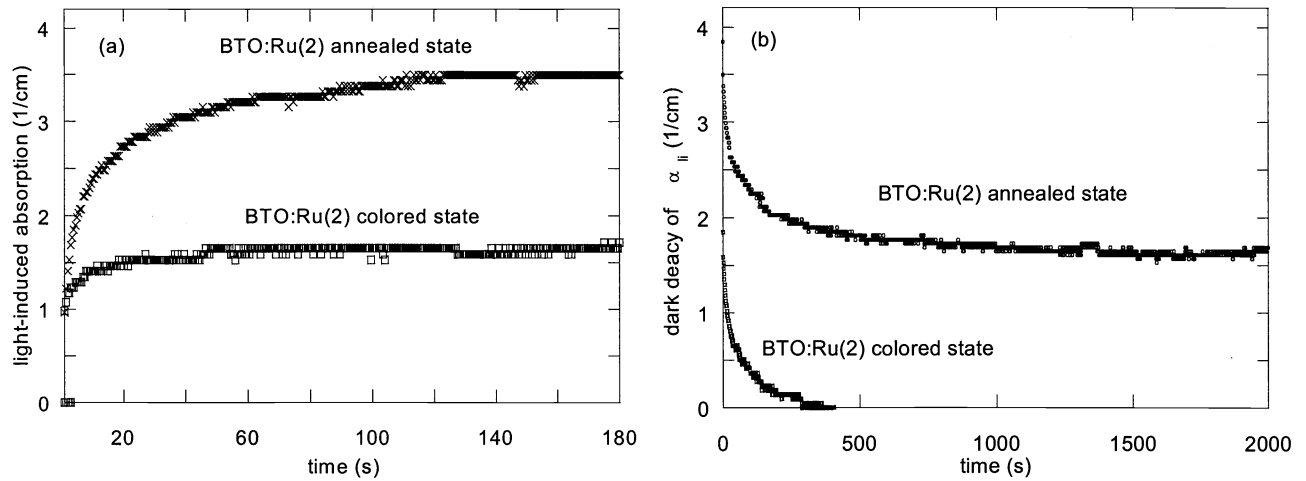 4
(a)
BTO:Ru(2) annealed state
3
2
BTO:Ru(2) colored state
1
0
light-induced absorption (1/cm)
20 60 100 140 180
time (s)
4
(b)
3
BTO:Ru(2) annealed state
2
1
BTO:Ru(2) colored state
0
dark deacy of α li (1/cm)
0 500 1000 1500 2000
time (s)